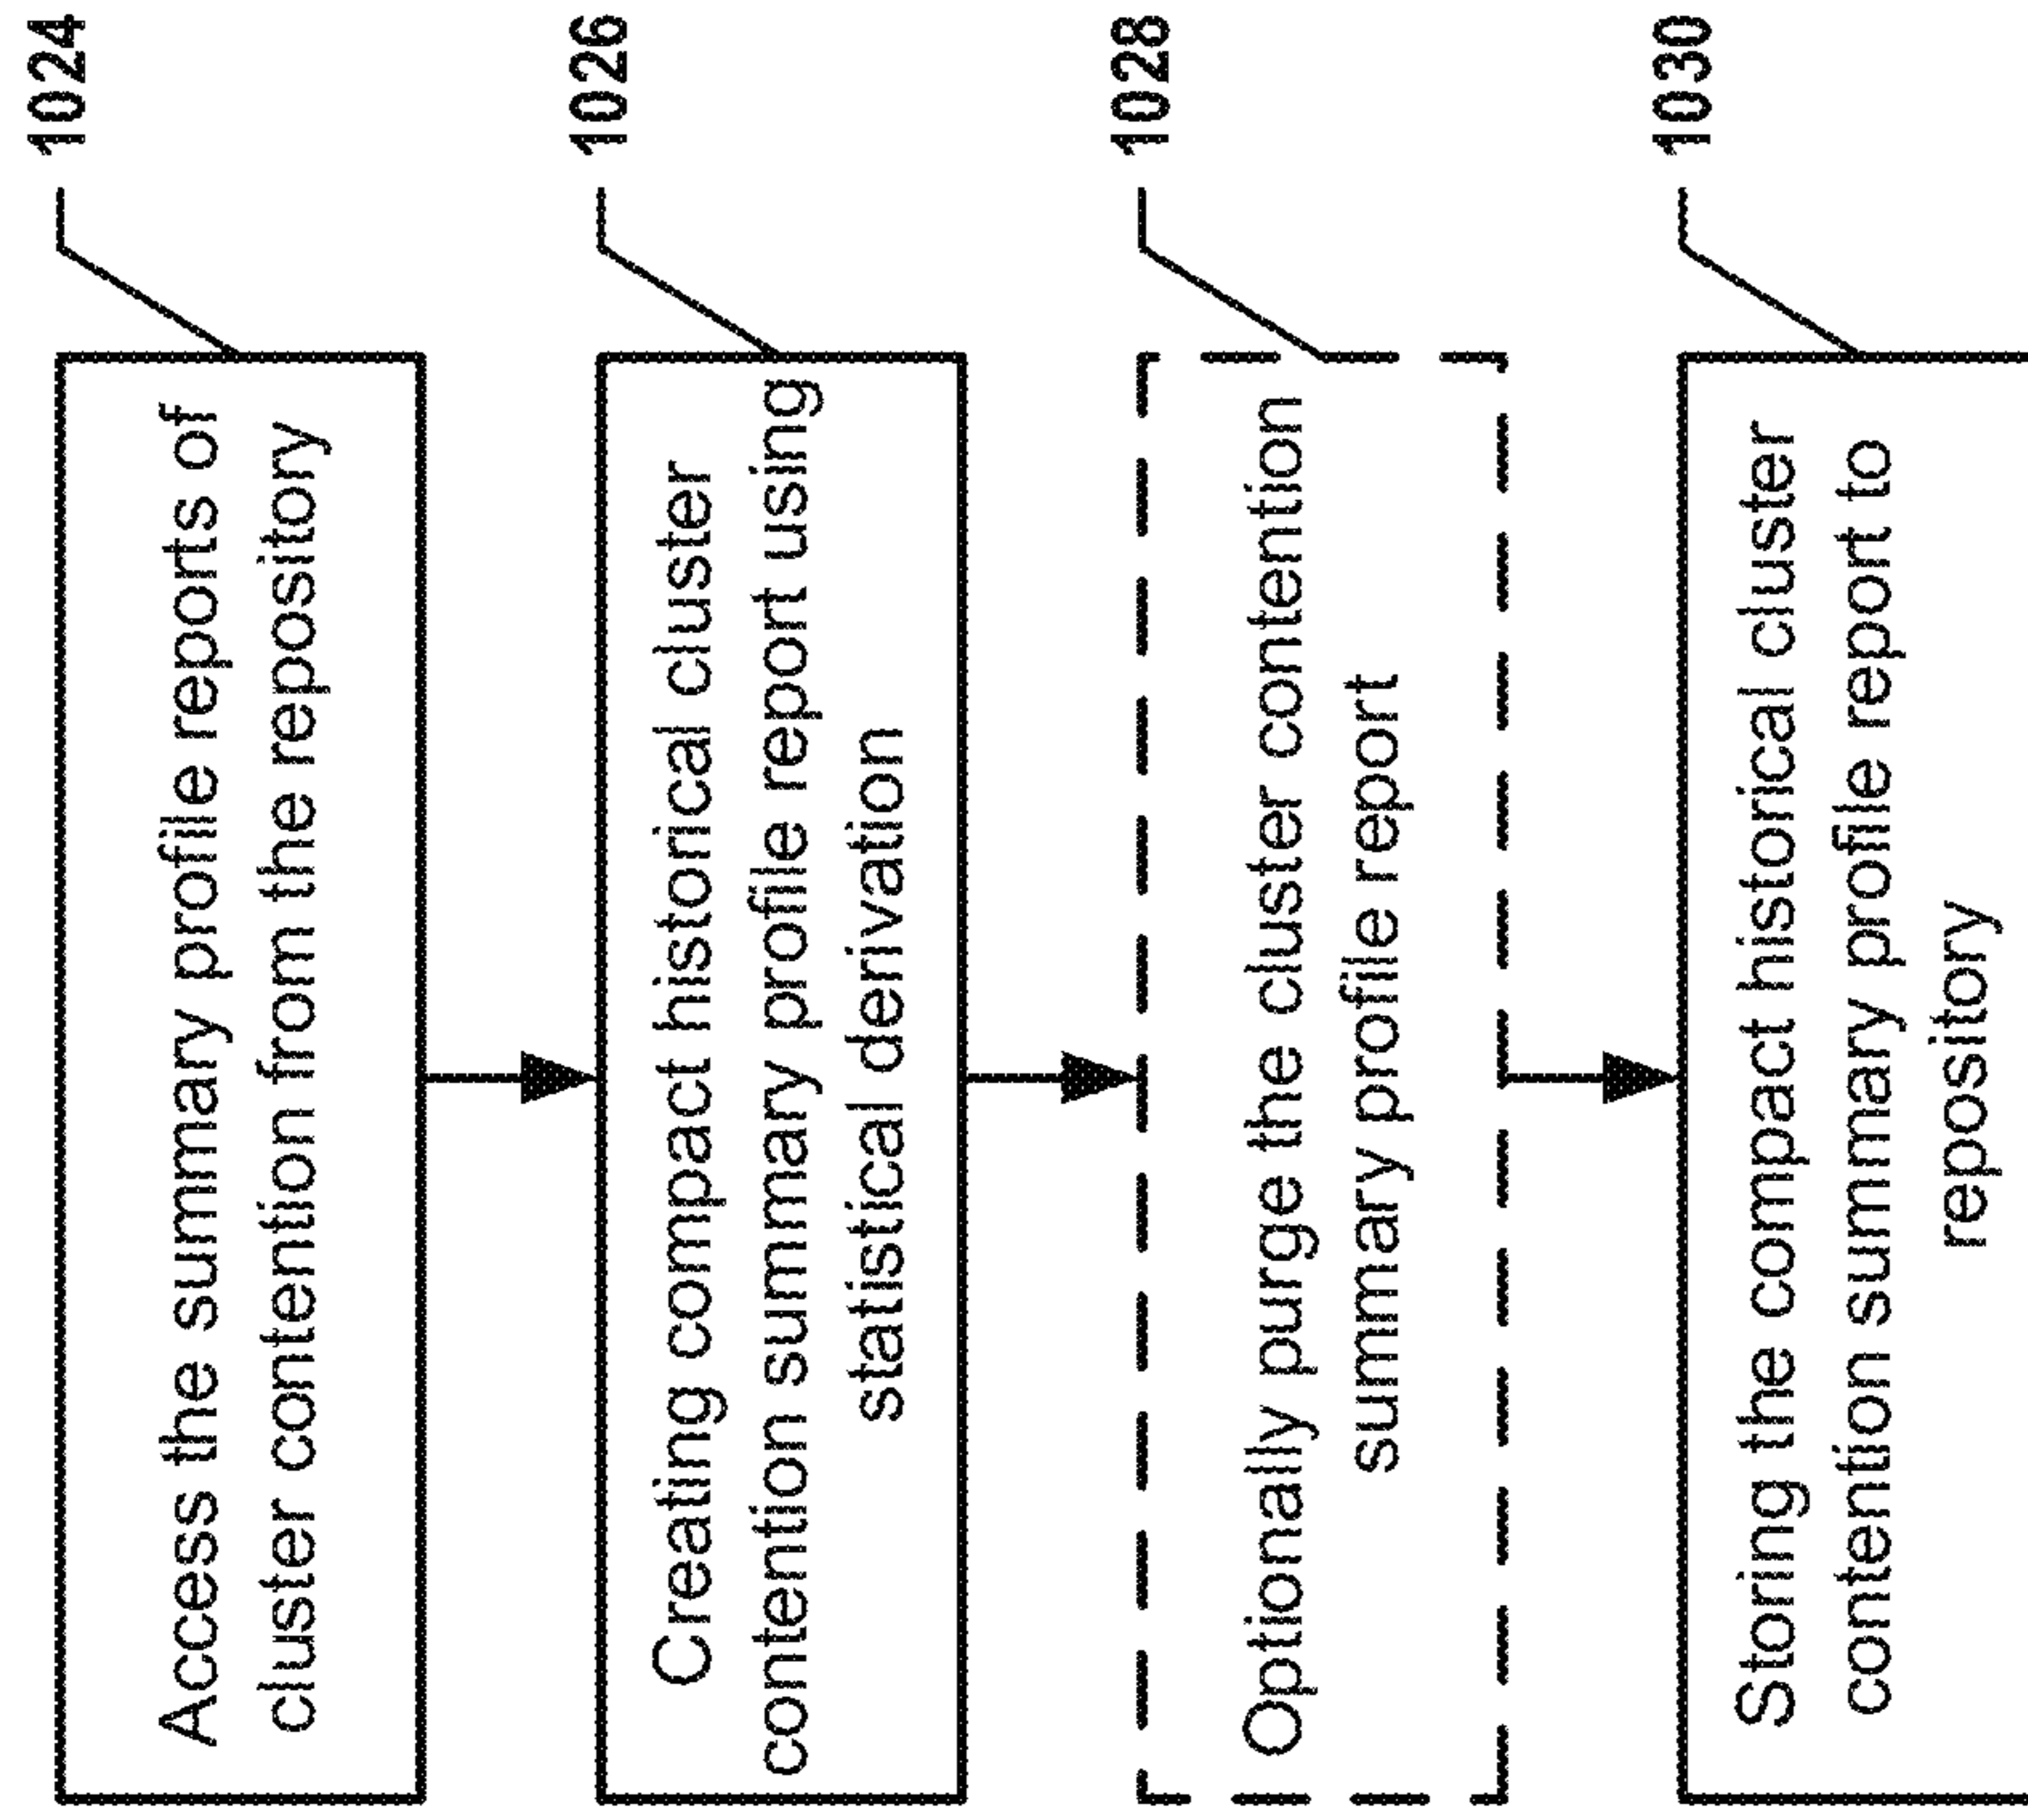 1024
Access the summary profile reports of
cluster contention from the repository
1026
Creating compact historical cluster
contention summary profile report using
statistical derivation
1028
Optionally purge the cluster contention
summary profile report
1030
Storing the compact historical cluster
contention summary profile report to
repository